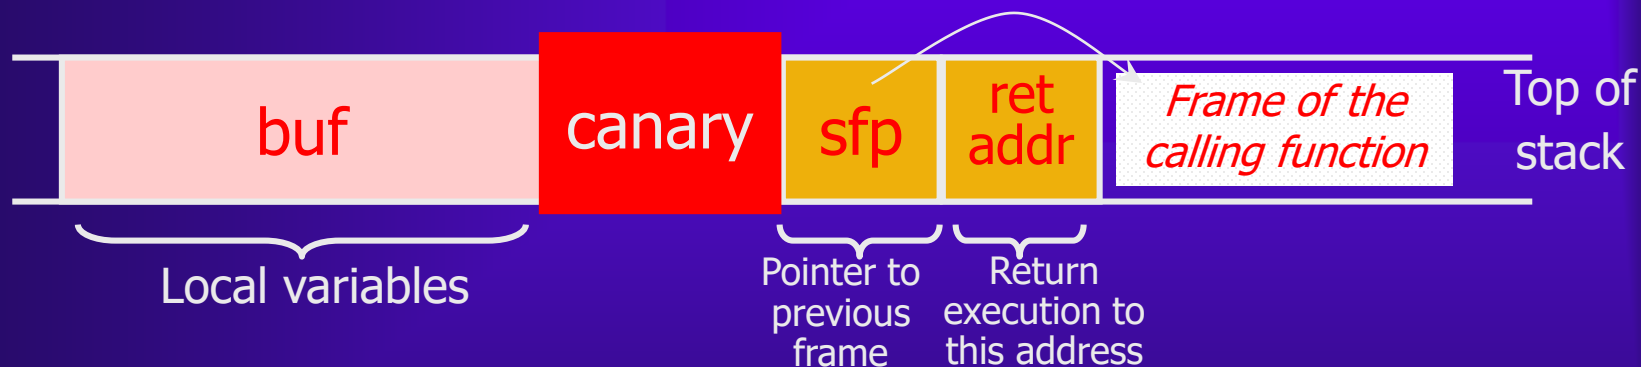 buf
canary
sfp
ret
addr
Frame of the
calling function
Top of
stack
Local variables
Pointer to
previous
frame
Return
execution to
this address